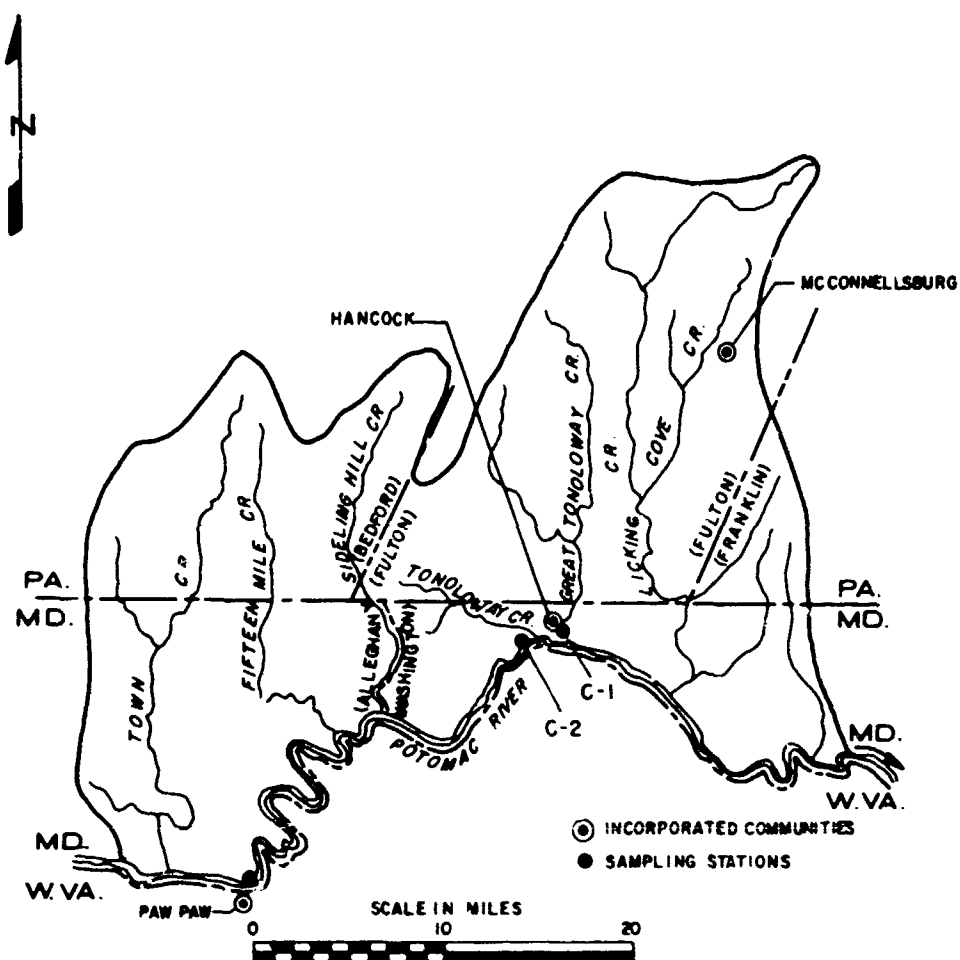 N
MCCONNELLSBURG
HANCOCK
CR.
GREAT TONOLOWAY CR.
COVE
LICKING
CR.
SIDELING HILL CR
(BEDFORD)
(FULTON)
(FULTON)
(FRANKLIN)
FIFTEEN MILE CR
CR
TOWN
TONOLOWAY CR.
PA.
MD.
PA.
MD.
(ALLEGHANY
WASHINGTON)
C-1
C-2
POTOMAC RIVER
MD.
W.VA.
MD.
W.VA.
PAW PAW
INCORPORATED COMMUNITIES
SAMPLING STATIONS
SCALE IN MILES
0 10 20